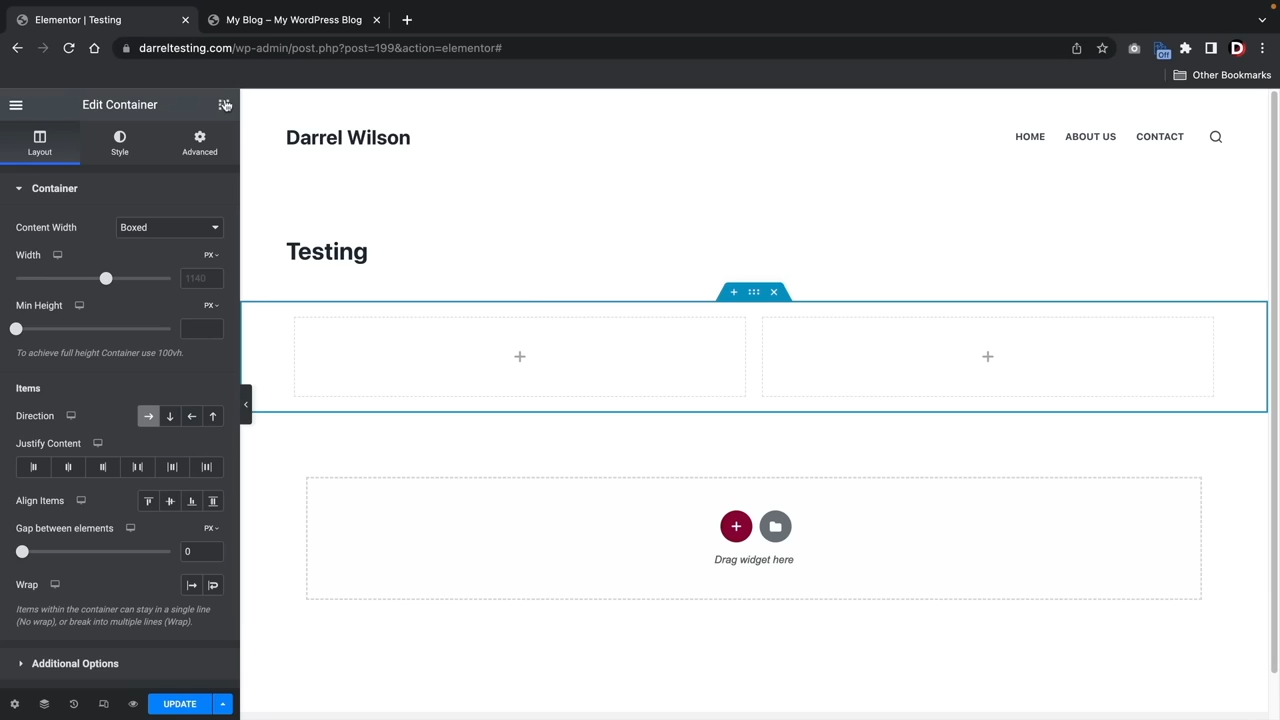 Elementor | Testing
My Blog – My WordPress Blog
darreltesting.com/wp-admin/post.php?post=199&action=elementor#
Off
D
Other Bookmarks
Edit Container
Layout
Style
Advanced
Container
Content Width
Boxed
Width
PX
1140
Min Height
PX
To achieve full height Container use 100vh.
Items
Direction
Justify Content
Align Items
Gap between elements
PX
0
Wrap
Items within the container can stay in a single line
(No wrap), or break into multiple lines (Wrap).
Additional Options
UPDATE
Darrel Wilson
HOME
ABOUT US
CONTACT
Testing
Drag widget here